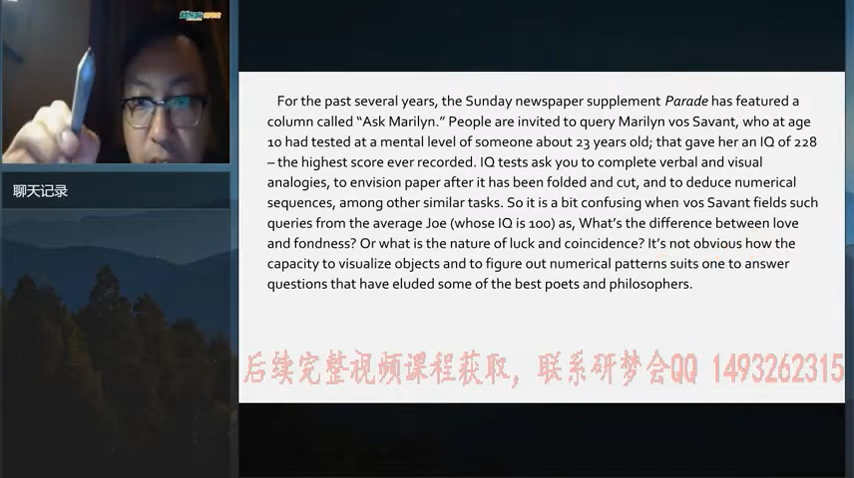 聊天记录
For the past several years, the Sunday newspaper supplement Parade has featured a
column called “Ask Marilyn.” People are invited to query Marilyn vos Savant, who at age
10 had tested at a mental level of someone about 23 years old; that gave her an IQ of 228
– the highest score ever recorded. IQ tests ask you to complete verbal and visual
analogies, to envision paper after it has been folded and cut, and to deduce numerical
sequences, among other similar tasks. So it is a bit confusing when vos Savant fields such
queries from the average Joe (whose IQ is 100) as, What’s the difference between love
and fondness? Or what is the nature of luck and coincidence? It’s not obvious how the
capacity to visualize objects and to figure out numerical patterns suits one to answer
questions that have eluded some of the best poets and philosophers.
后续完整视频课程获取，联系研梦会QQ 1493262315